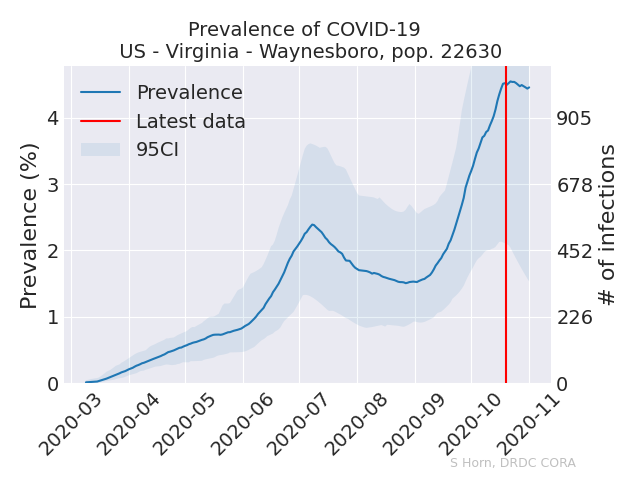 Prevalence of COVID-19
US - Virginia - Waynesboro, pop. 22630
Prevalence
Latest data
95CI
Prevalence (%)
4
3
2
1
0
905
678
452
226
0
# of infections
2020-03
2020-04
2020-05
2020-06
2020-07
2020-08
2020-09
2020-10
2020-11
S Horn, DRDC CORA